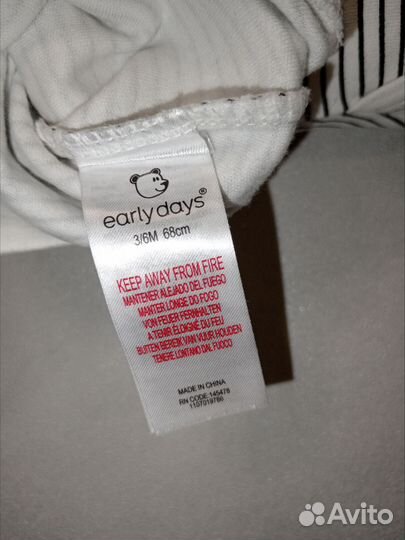 early days®
3/6M 68cm
KEEP AWAY FROM FIRE
MANTENER ALEJADO DEL FUEGO
MANTER LONGE DO FOGO
VON FEUER FERNHALTEN
A TENIR ÉLOIGNÉ DU FEU
BUITEN BEREIK VAN VUUR HOUDEN
TENERE LONTANO DAL FUOCO
MADE IN CHINA
RN CODE: 145478
Avito